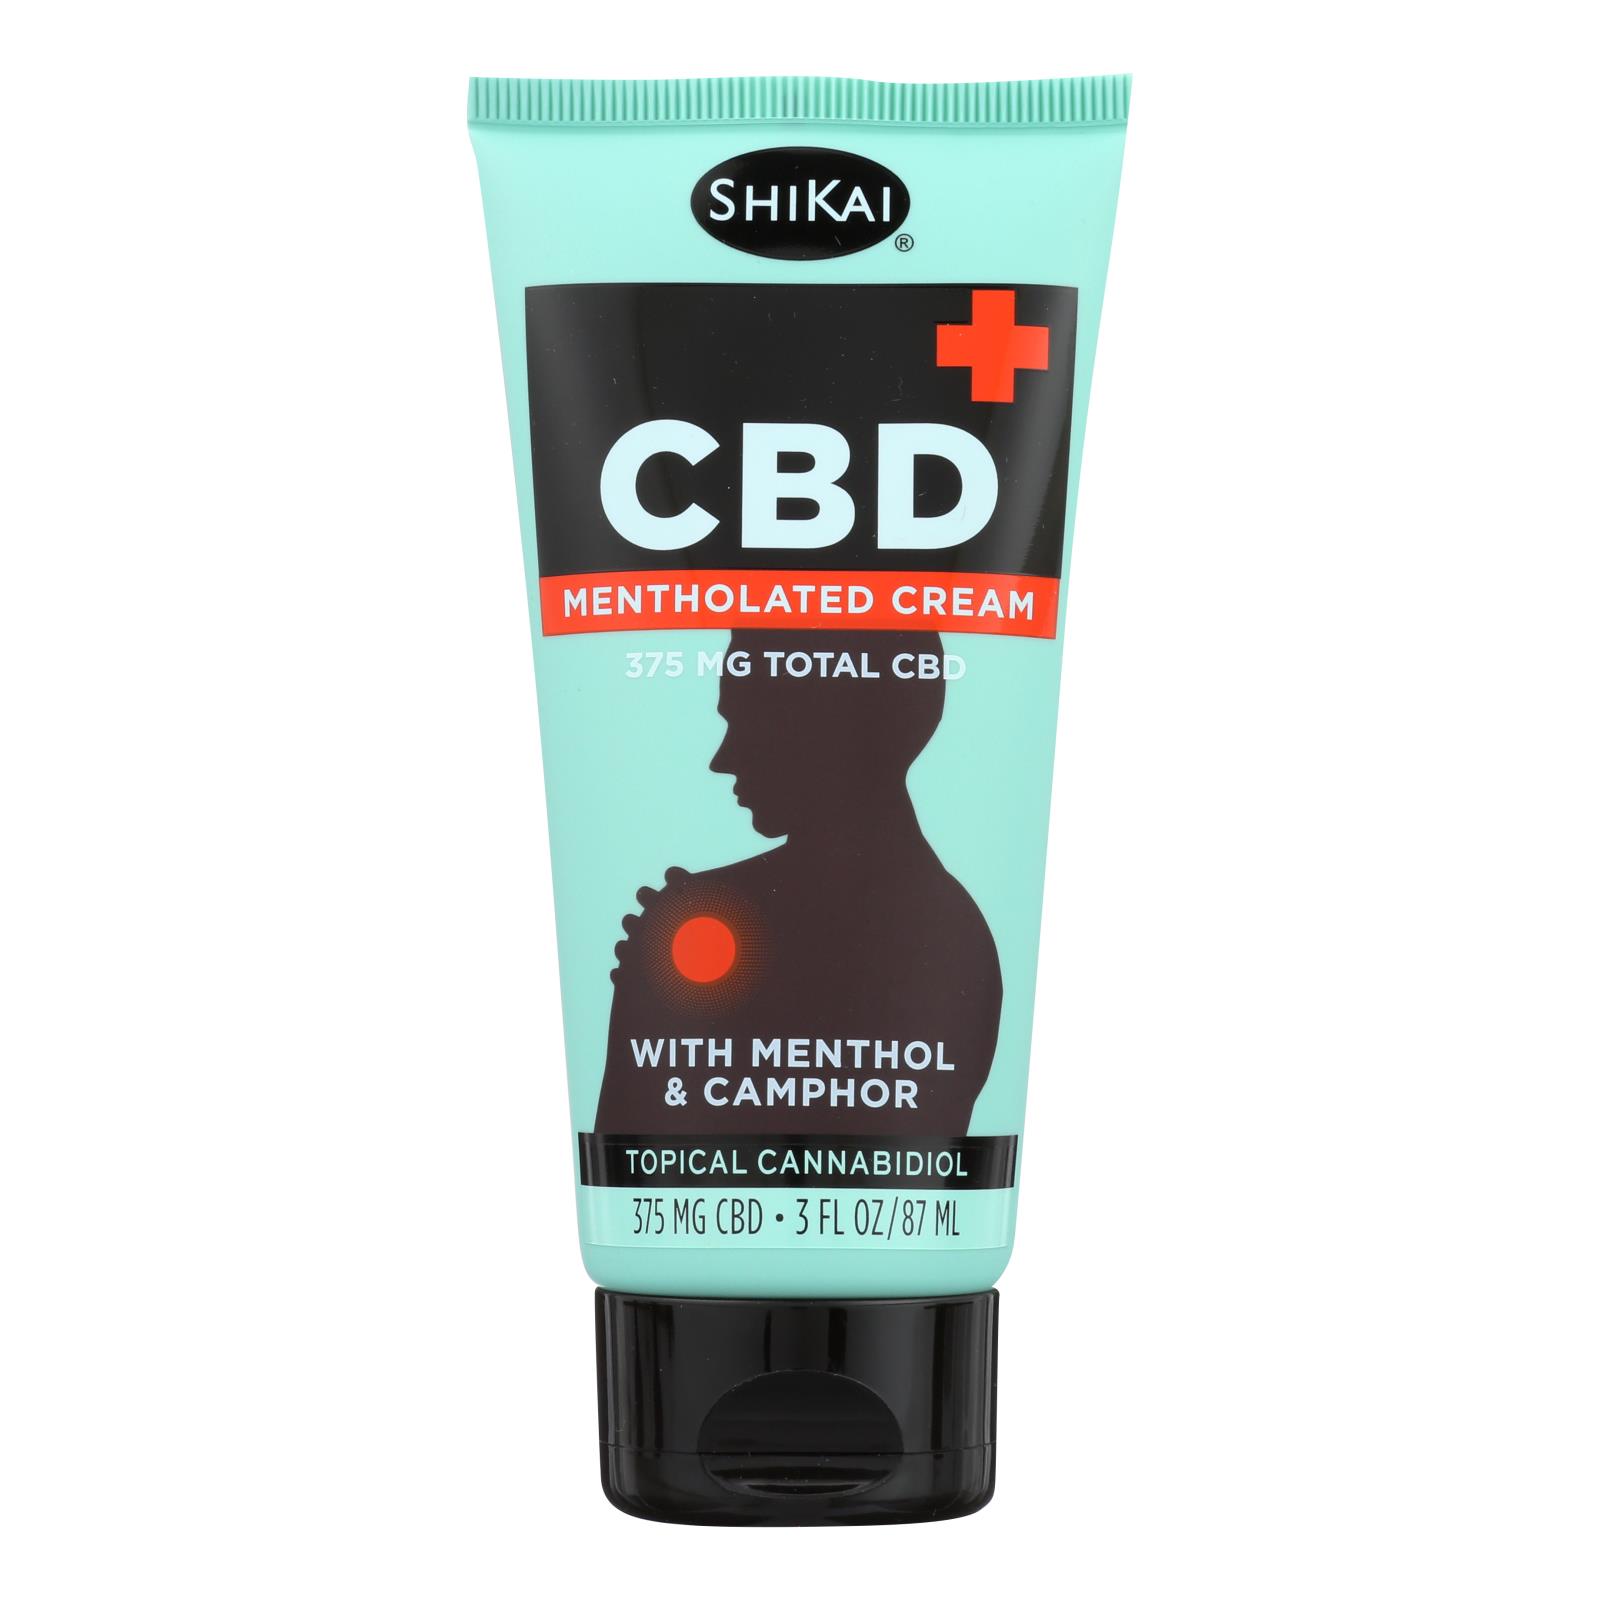 SHIKAI
®
CBD
MENTHOLATED CREAM
375 MG TOTAL CBD
WITH MENTHOL
& CAMPHOR
TOPICAL CANNABIDIOL
375 MG CBD • 3 FL OZ/87 ML